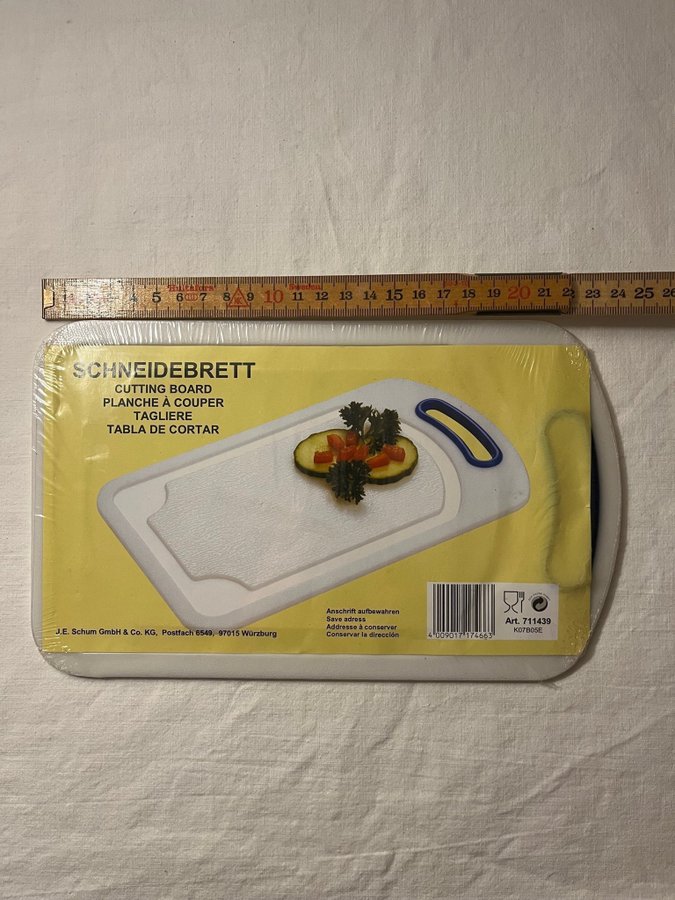 5 6 7 8 9 10 11 12 13 14 15 16 17 18 19 20 21 22 23 24 25 26
Hultafors
Sweden
SCHNEIDEBRETT
CUTTING BOARD
PLANCHE À COUPER
TAGLIERE
TABLA DE CORTAR
J.E. Schum GmbH & Co. KG, Postfach 6549, 97015 Würzburg
Anschrift aufbewahren
Save adress
Addresse à conserver
Conservar la dirección
4 009017 174663
Art. 711439
K07B05E